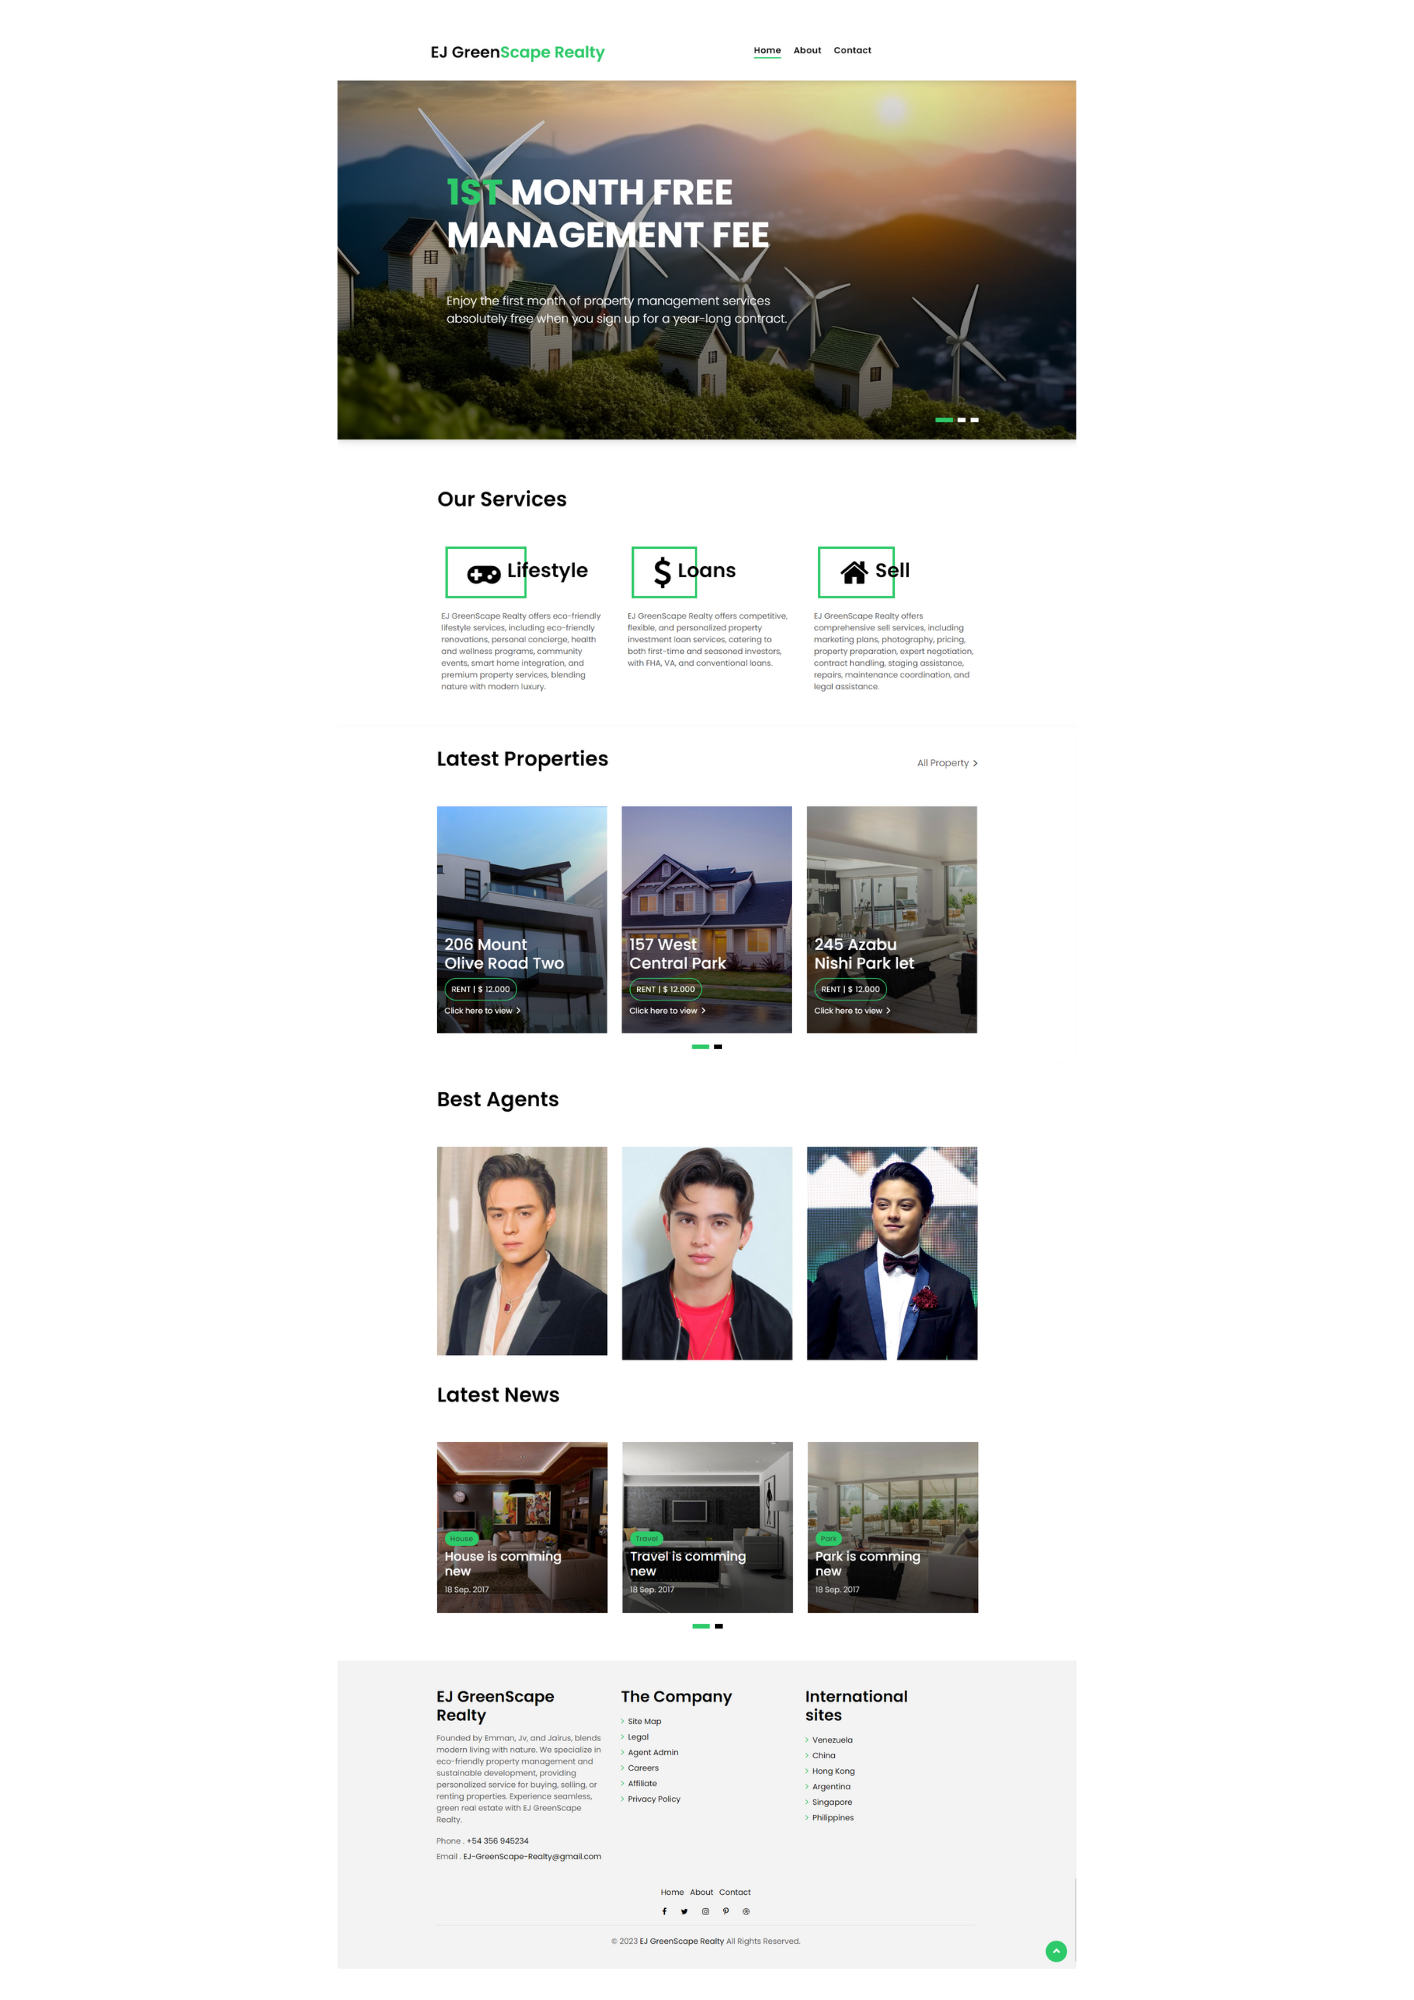 EJ GreenScape Realty
Home About Contact
1ST MONTH FREE
MANAGEMENT FEE
Enjoy the first month of property management services
absolutely free when you sign up for a year-long contract.
Our Services
Lifestyle
EJ GreenScape Realty offers eco-friendly
lifestyle services, including eco-friendly
renovations, personal concierge, health
and wellness programs, community
events, smart home integration, and
premium property services, blending
nature with modern luxury.
Loans
EJ GreenScape Realty offers competitive,
flexible, and personalized property
investment loan services, catering to
both first-time and seasoned investors,
with FHA, VA, and conventional loans.
Sell
EJ GreenScape Realty offers
comprehensive sell services, including
marketing plans, photography, pricing,
property preparation, expert negotiation,
contract handling, staging assistance,
repairs, maintenance coordination, and
legal assistance.
Latest Properties
All Property
206 Mount
Olive Road Two
RENT | $ 12.000
Click here to view
157 West
Central Park
RENT | $ 12.000
Click here to view
245 Azabu
Nishi Park let
RENT | $ 12.000
Click here to view
Best Agents
Latest News
House
House is comming
new
18 Sep. 2017
Travel
Travel is comming
new
18 Sep. 2017
Park
Park is comming
new
18 Sep. 2017
EJ GreenScape
Realty
Founded by Emman, Jv, and Jairus, blends
modern living with nature. We specialize in
eco-friendly property management and
sustainable development, providing
personalized service for buying, selling, or
renting properties. Experience seamless,
green real estate with EJ GreenScape
Realty.
Phone . +54 356 945234
Email . EJ-GreenScape-Realty@gmail.com
The Company
Site Map
Legal
Agent Admin
Careers
Affiliate
Privacy Policy
International
sites
Venezuela
China
Hong Kong
Argentina
Singapore
Philippines
Home About Contact
© 2023 EJ GreenScape Realty All Rights Reserved.